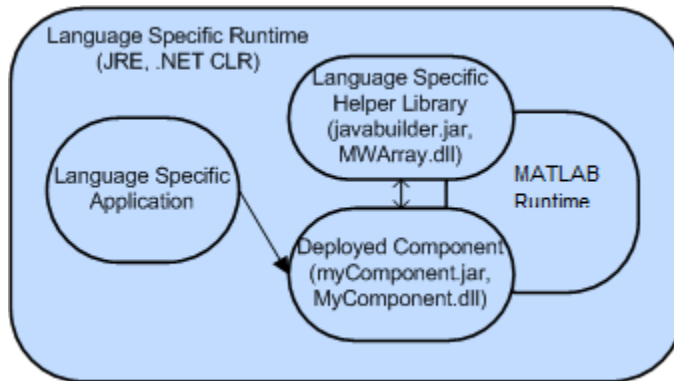 Language Specific Runtime
(JRE, .NET CLR)
Language Specific
Helper Library
(javabuilder.jar,
MWArray.dll)
MATLAB
Runtime
Language Specific
Application
Deployed Component
(myComponent.jar,
MyComponent.dll)